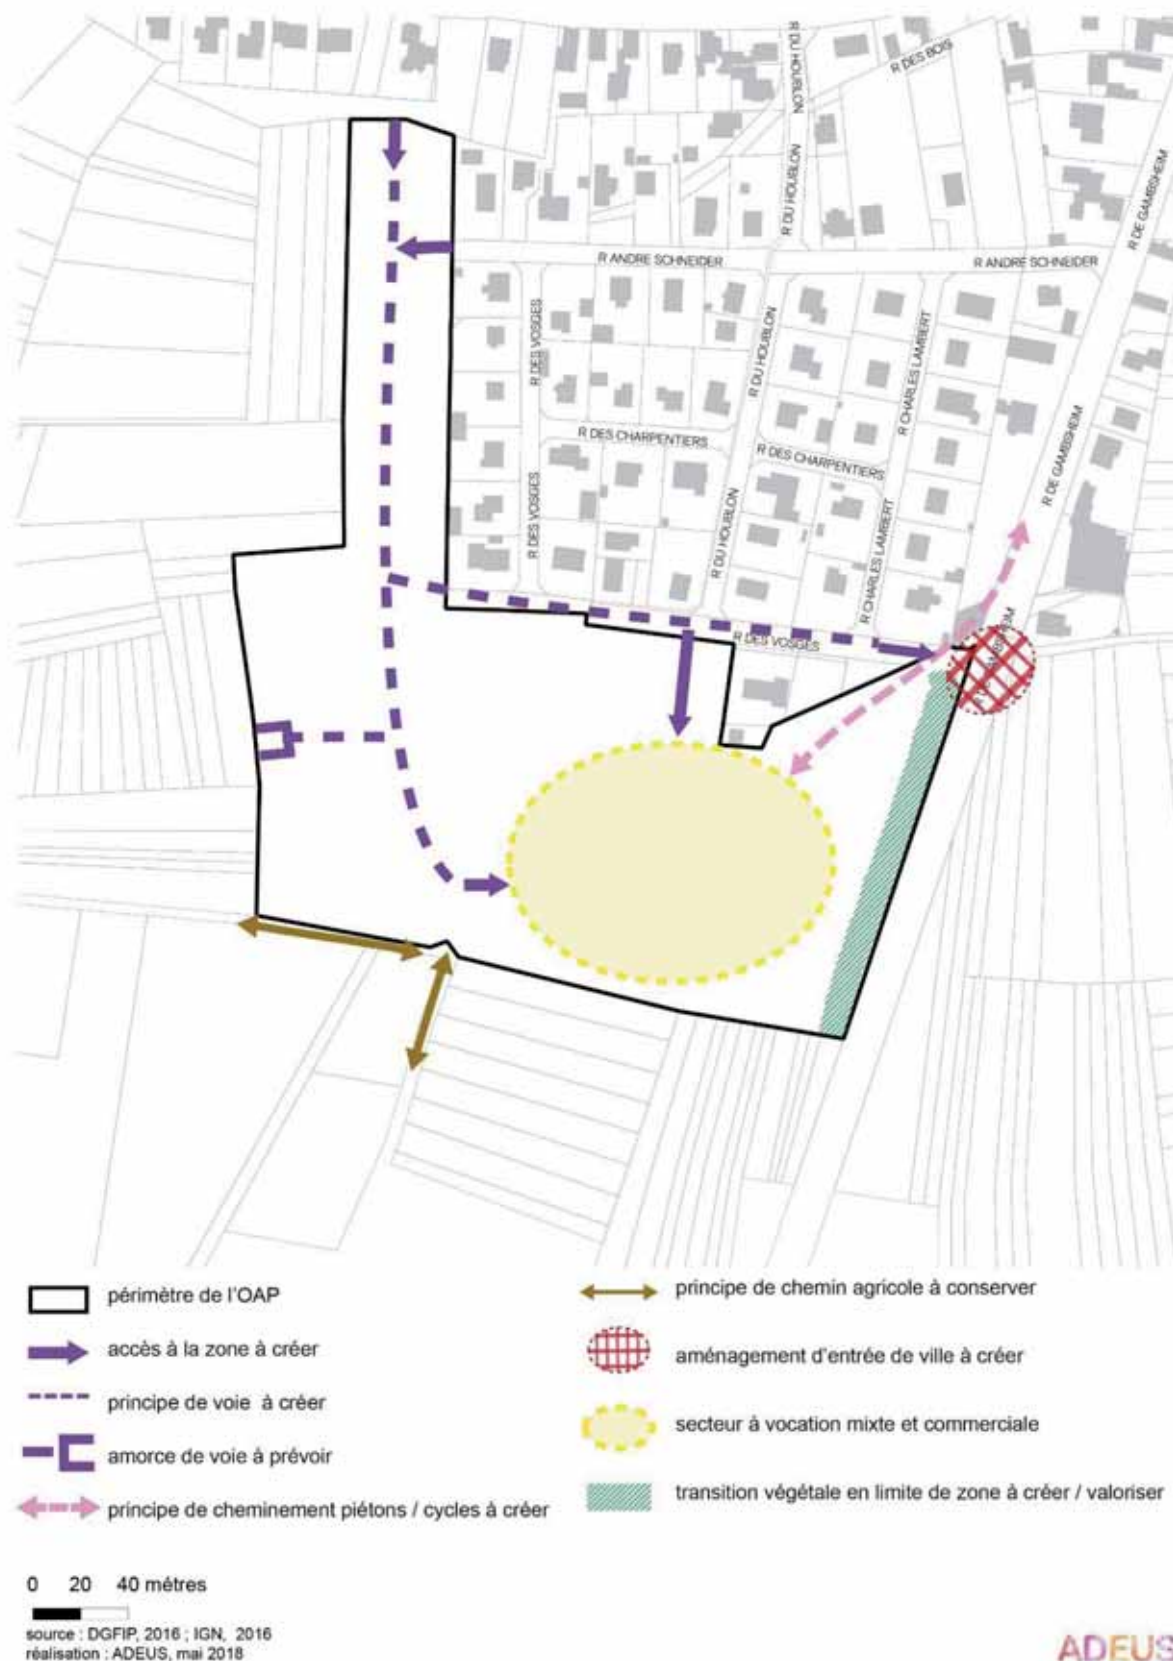 R DU HOUBLON
R DES BOIS
R DU HOUBLON
R DE GAMBSHEIM
R ANDRE SCHNEIDER
R ANDRE SCHNEIDER
R DES VOSGES
R DU HOUBLON
R CHARLES LAMBERT
R DES CHARPENTIERS
R DES CHARPENTIERS
R DE GAMBSHEIM
R DES VOSGES
R DU HOUBLON
R CHARLES LAMBERT
R DES VOSGES
périmètre de l'OAP
accès à la zone à créer
principe de voie à créer
amorce de voie à prévoir
principe de cheminement piétons / cycles à créer
principe de chemin agricole à conserver
aménagement d'entrée de ville à créer
secteur à vocation mixte et commerciale
transition végétale en limite de zone à créer / valoriser
0 20 40 métres
source : DGFIP, 2016 ; IGN, 2016
réalisation : ADEUS, mai 2018
ADEUS